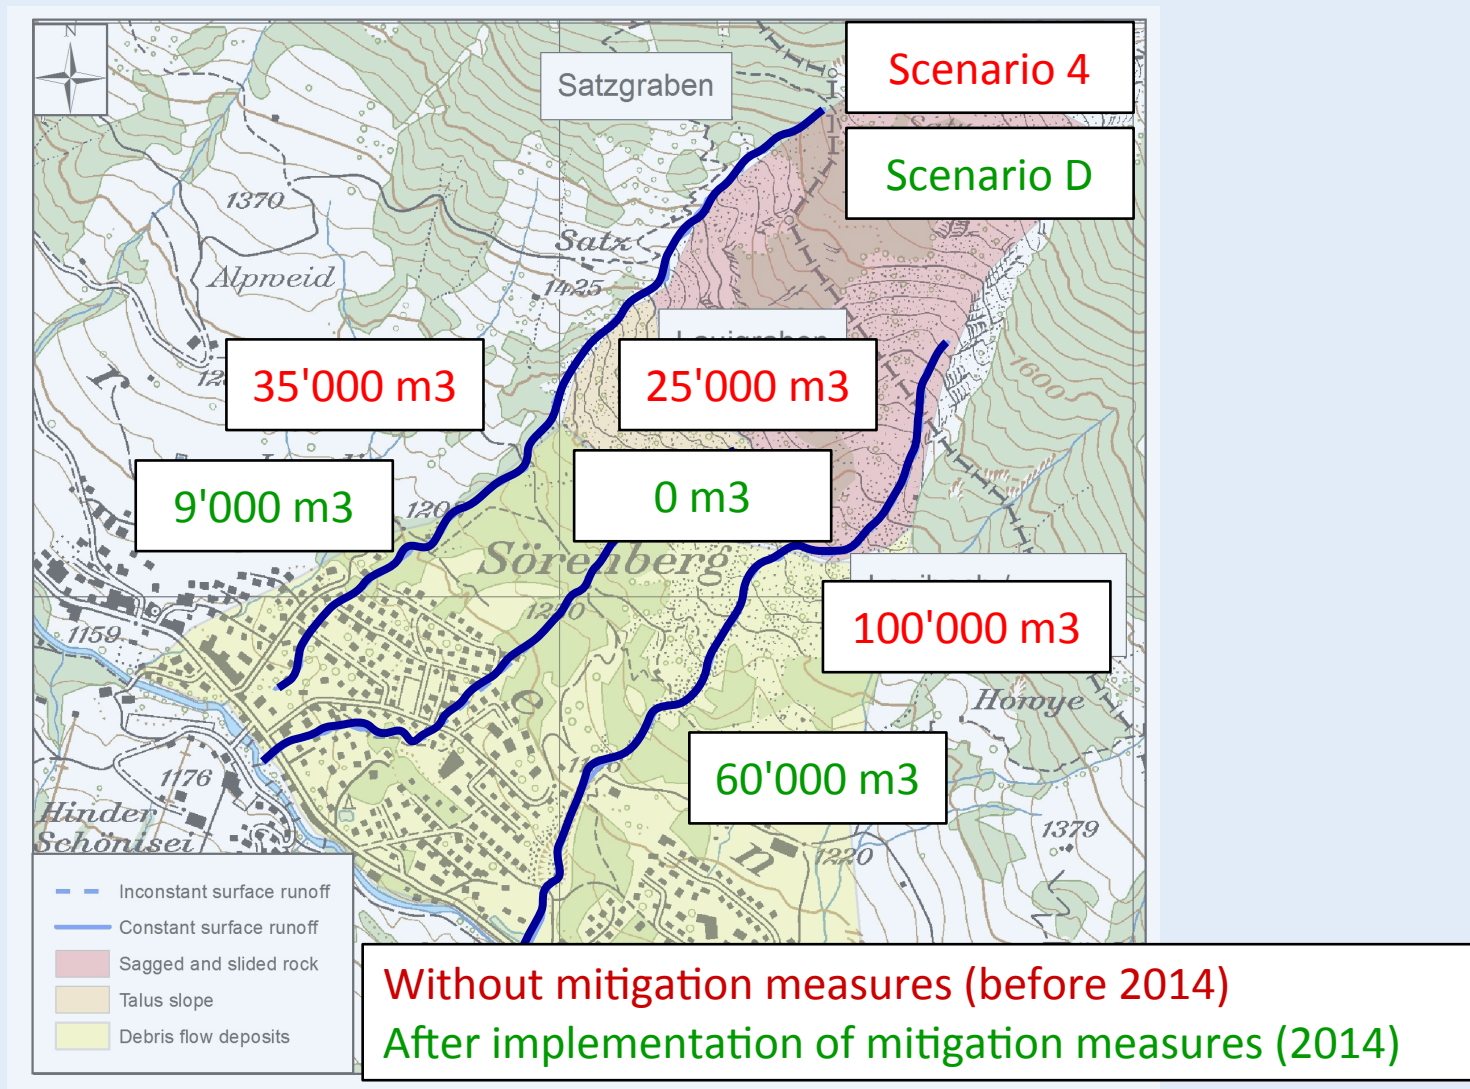 N
Satzgraben
Scenario 4
Scenario D
1370
Satz
Alpweid
1425
35'000 m3
25'000 m3
1600
9'000 m3
0 m3
Sörenberg
1159
100'000 m3
Howye
1176
60'000 m3
Hinder
Schönisei
1379
1220
Inconstant surface runoff
Constant surface runoff
Sagged and slided rock
Talus slope
Debris flow deposits
Without mitigation measures (before 2014)
After implementation of mitigation measures (2014)